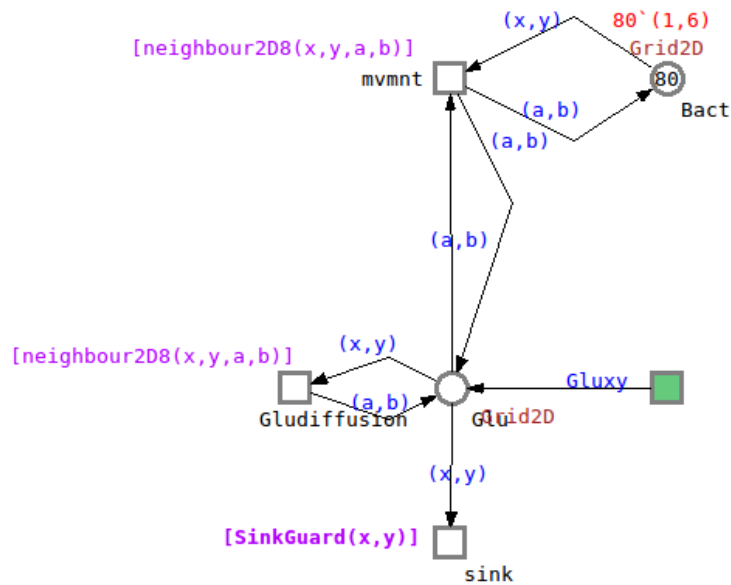 (x,y)
80`(1,6)
[neighbour2D8(x,y,a,b)]
Grid2D
mvmnt
80
(a,b)
Bact
(a,b)
(a,b)
(x,y)
[neighbour2D8(x,y,a,b)]
Gluxy
(a,b)
Gludiffusion
Glu
Grid2D
(x,y)
[SinkGuard(x,y)]
sink